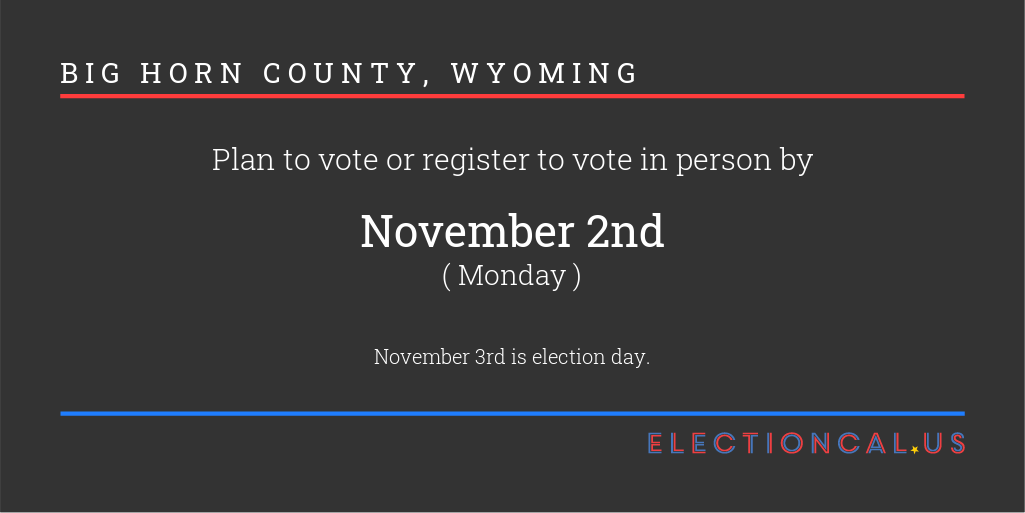 BIG HORN COUNTY, WYOMING
Plan to vote or register to vote in person by
November 2nd
( Monday )
November 3rd is election day.
ELECTIONCAL.US